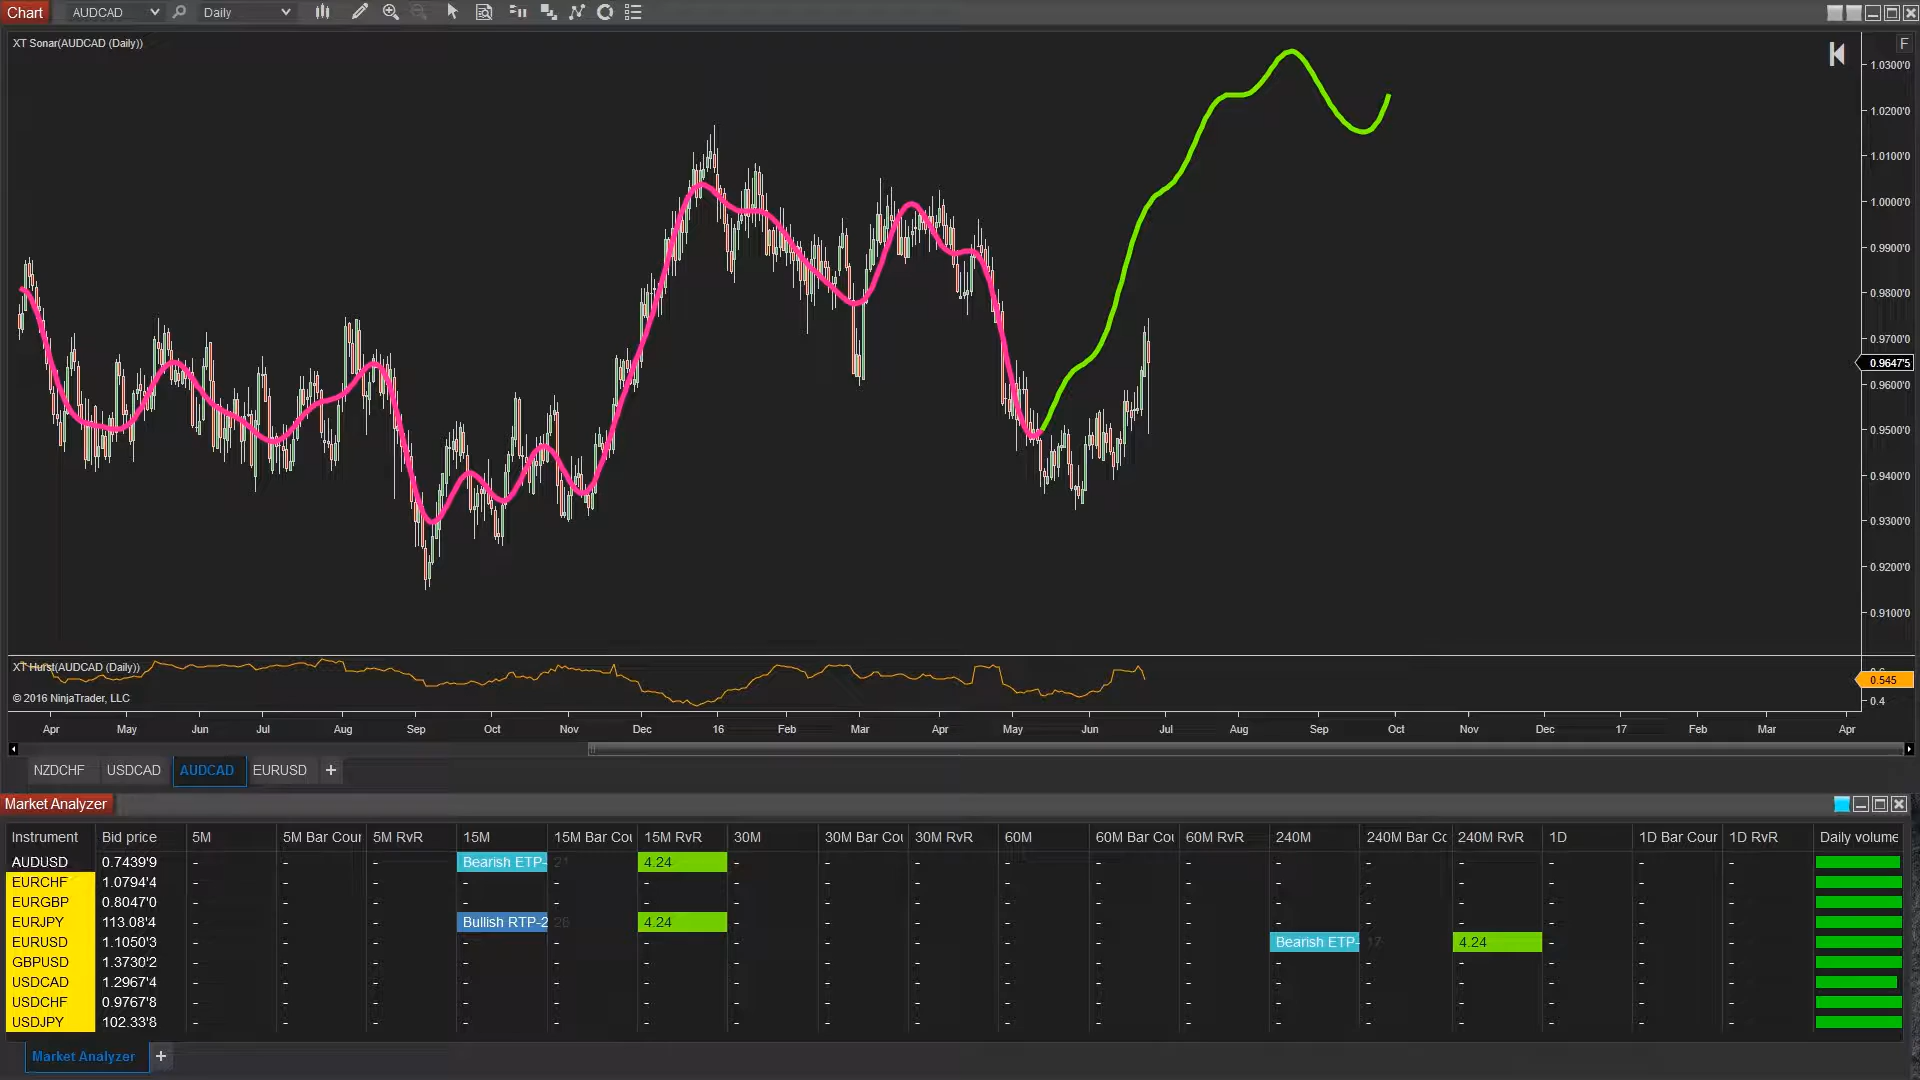 Chart AUDCAD Daily
XT Sonar(AUDCAD (Daily))
F
1.0300'0
1.0200'0
1.0100'0
1.0000'0
0.9900'0
0.9800'0
0.9700'0
0.9647'5
0.9600'0
0.9500'0
0.9400'0
0.9300'0
0.9200'0
0.9100'0
XT Hurst(AUDCAD (Daily))
0.545
0.4
© 2016 NinjaTrader, LLC
Apr May Jun Jul Aug Sep Oct Nov Dec 16 Feb Mar Apr May Jun Jul Aug Sep Oct Nov Dec 17 Feb Mar Apr
NZDCHF USDCAD AUDCAD EURUSD +
Market Analyzer
Instrument Bid price 5M 5M Bar Cour 5M RvR 15M 15M Bar Cou 15M RvR 30M 30M Bar Cou 30M RvR 60M 60M Bar Cou 60M RvR 240M 240M Bar Cc 240M RvR 1D 1D Bar Cour 1D RvR Daily volume
AUDUSD 0.7439'9 - - - Bearish ETP- 21 4.24 - - - - - - - - - - - -
EURCHF 1.0794'4 - - - - - - - - - - - - - - - - - -
EURGBP 0.8047'0 - - - - - - - - - - - - - - - - - -
EURJPY 113.08'4 - - - Bullish RTP-2 26 4.24 - - - - - - - - - - - -
EURUSD 1.1050'3 - - - - - - - - - - - - Bearish ETP- 17 4.24 - - -
GBPUSD 1.3730'2 - - - - - - - - - - - - - - - - - -
USDCAD 1.2967'4 - - - - - - - - - - - - - - - - - -
USDCHF 0.9767'8 - - - - - - - - - - - - - - - - - -
USDJPY 102.33'8 - - - - - - - - - - - - - - - - - -
Market Analyzer +